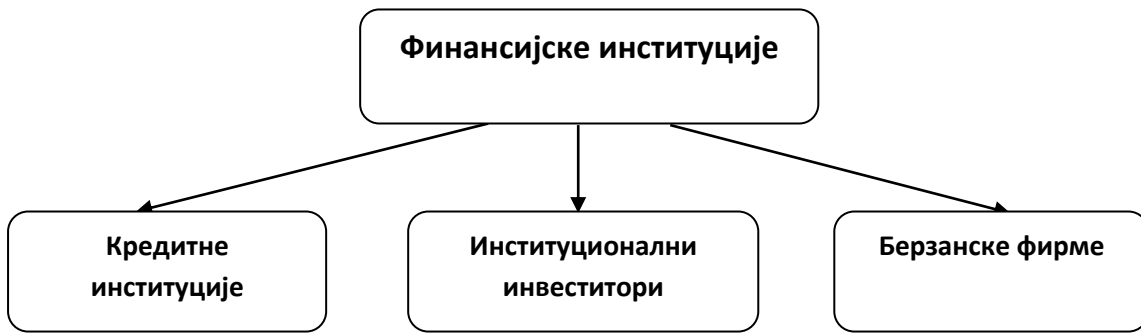 Финансијске институције
Кредитне
институције
Институционални
инвеститори
Берзанске фирме